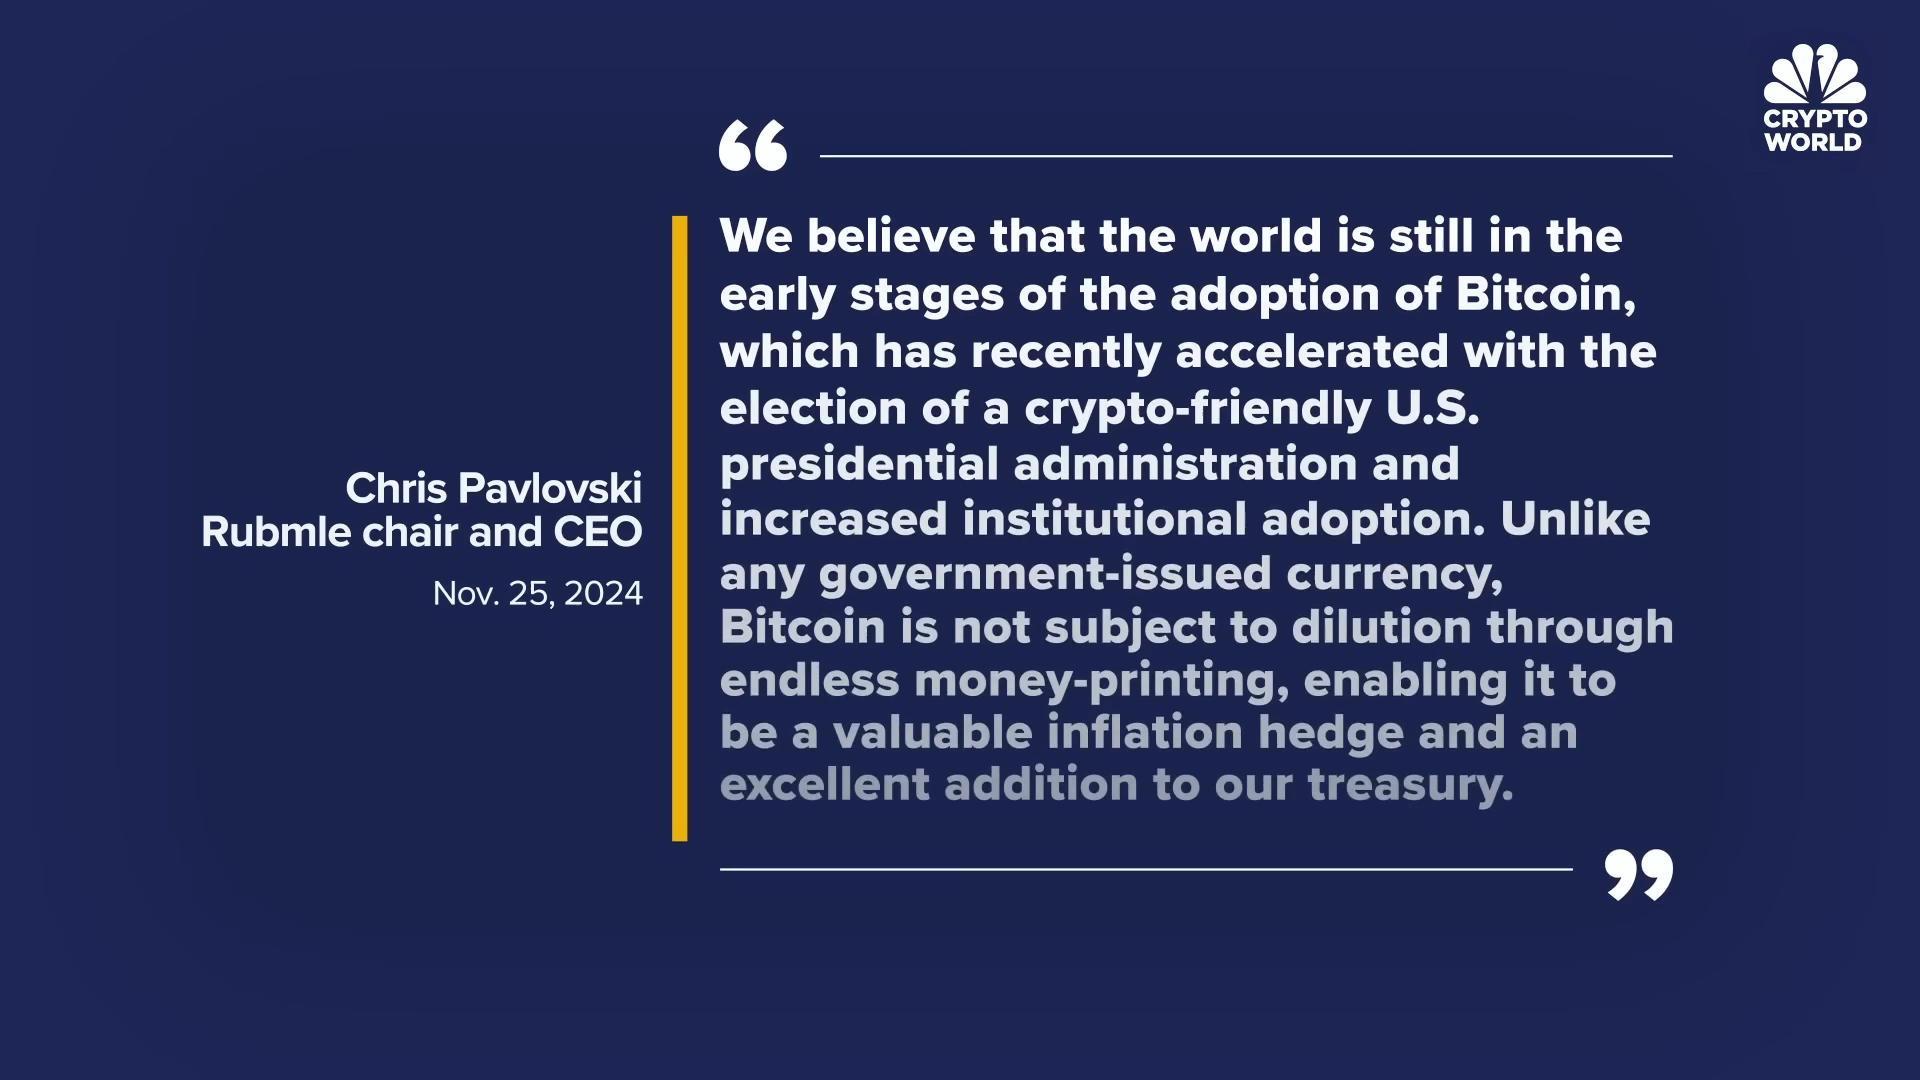 CRYPTO
WORLD
“
We believe that the world is still in the
early stages of the adoption of Bitcoin,
which has recently accelerated with the
election of a crypto-friendly U.S.
presidential administration and
increased institutional adoption. Unlike
any government-issued currency,
Bitcoin is not subject to dilution through
endless money-printing, enabling it to
be a valuable inflation hedge and an
excellent addition to our treasury.
”
Chris Pavlovski
Rubmle chair and CEO
Nov. 25, 2024